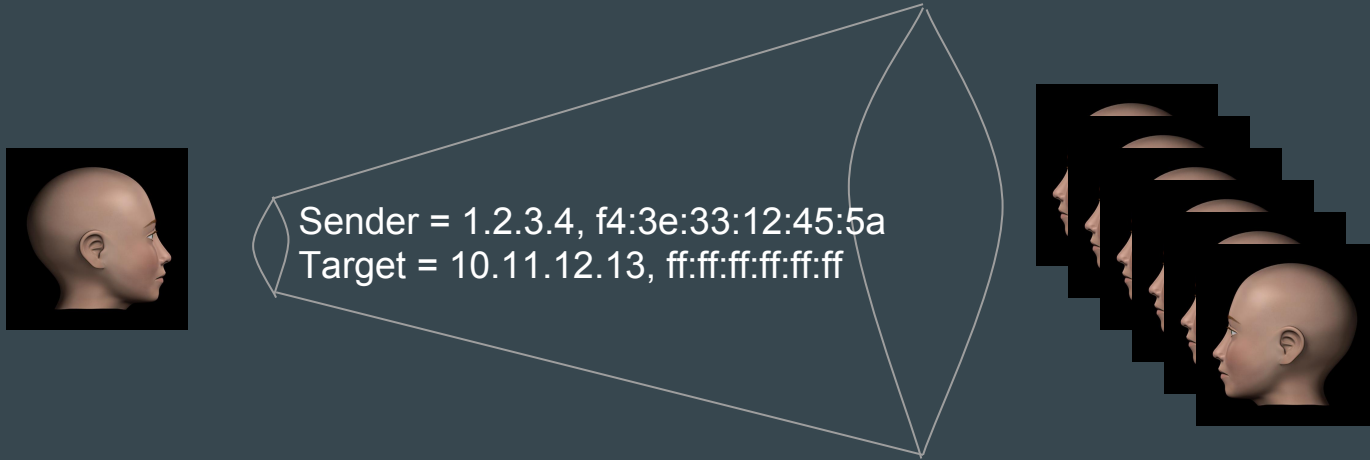 Sender = 1.2.3.4, f4:3e:33:12:45:5a
Target = 10.11.12.13, ff:ff:ff:ff:ff:ff